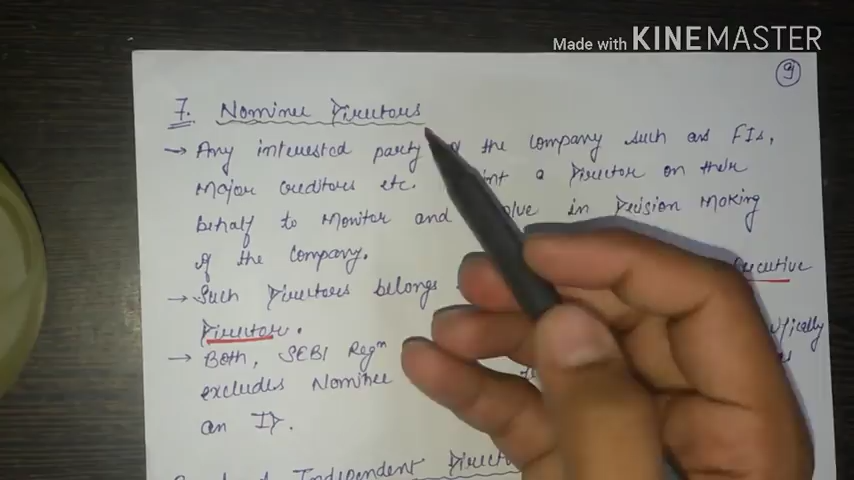 Made with KINEMASTER
9
7. Nominee Directors
→ Any interested party of the company such as FIs,
Major creditors etc. a Director on their
behalf to Monitor and in Decision Making
of the Company.
→ Such Directors belongs
Director.
→ Both, SEBI Regn
excludes Nominee
an ID.
Independent